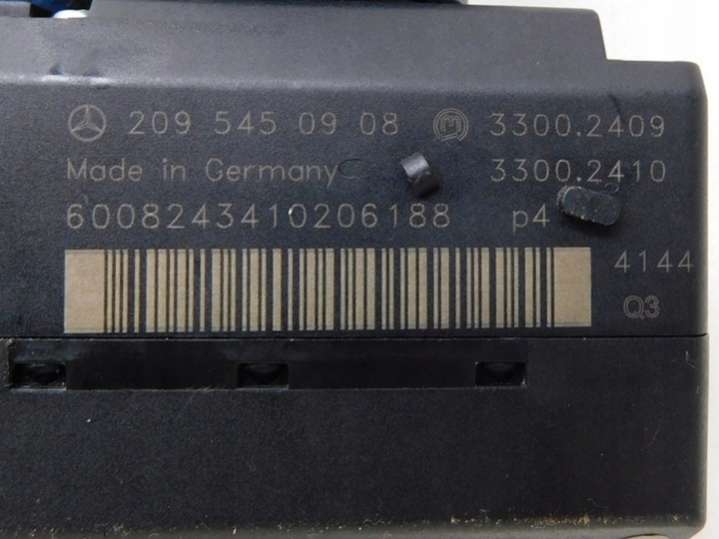 209 545 09 08 3300.2409
Made in Germany 3300.2410
6008243410206188 p4
4144
Q3